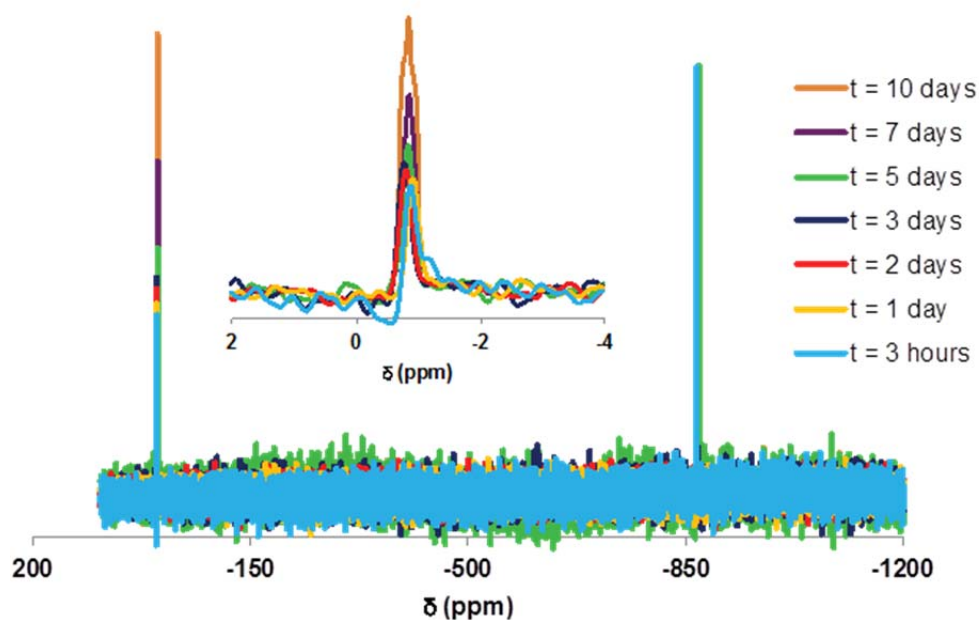 t = 10 days
t = 7 days
t = 5 days
t = 3 days
t = 2 days
t = 1 day
t = 3 hours
2 0 -2 -4
δ (ppm)
200 -150 -500 -850 -1200
δ (ppm)